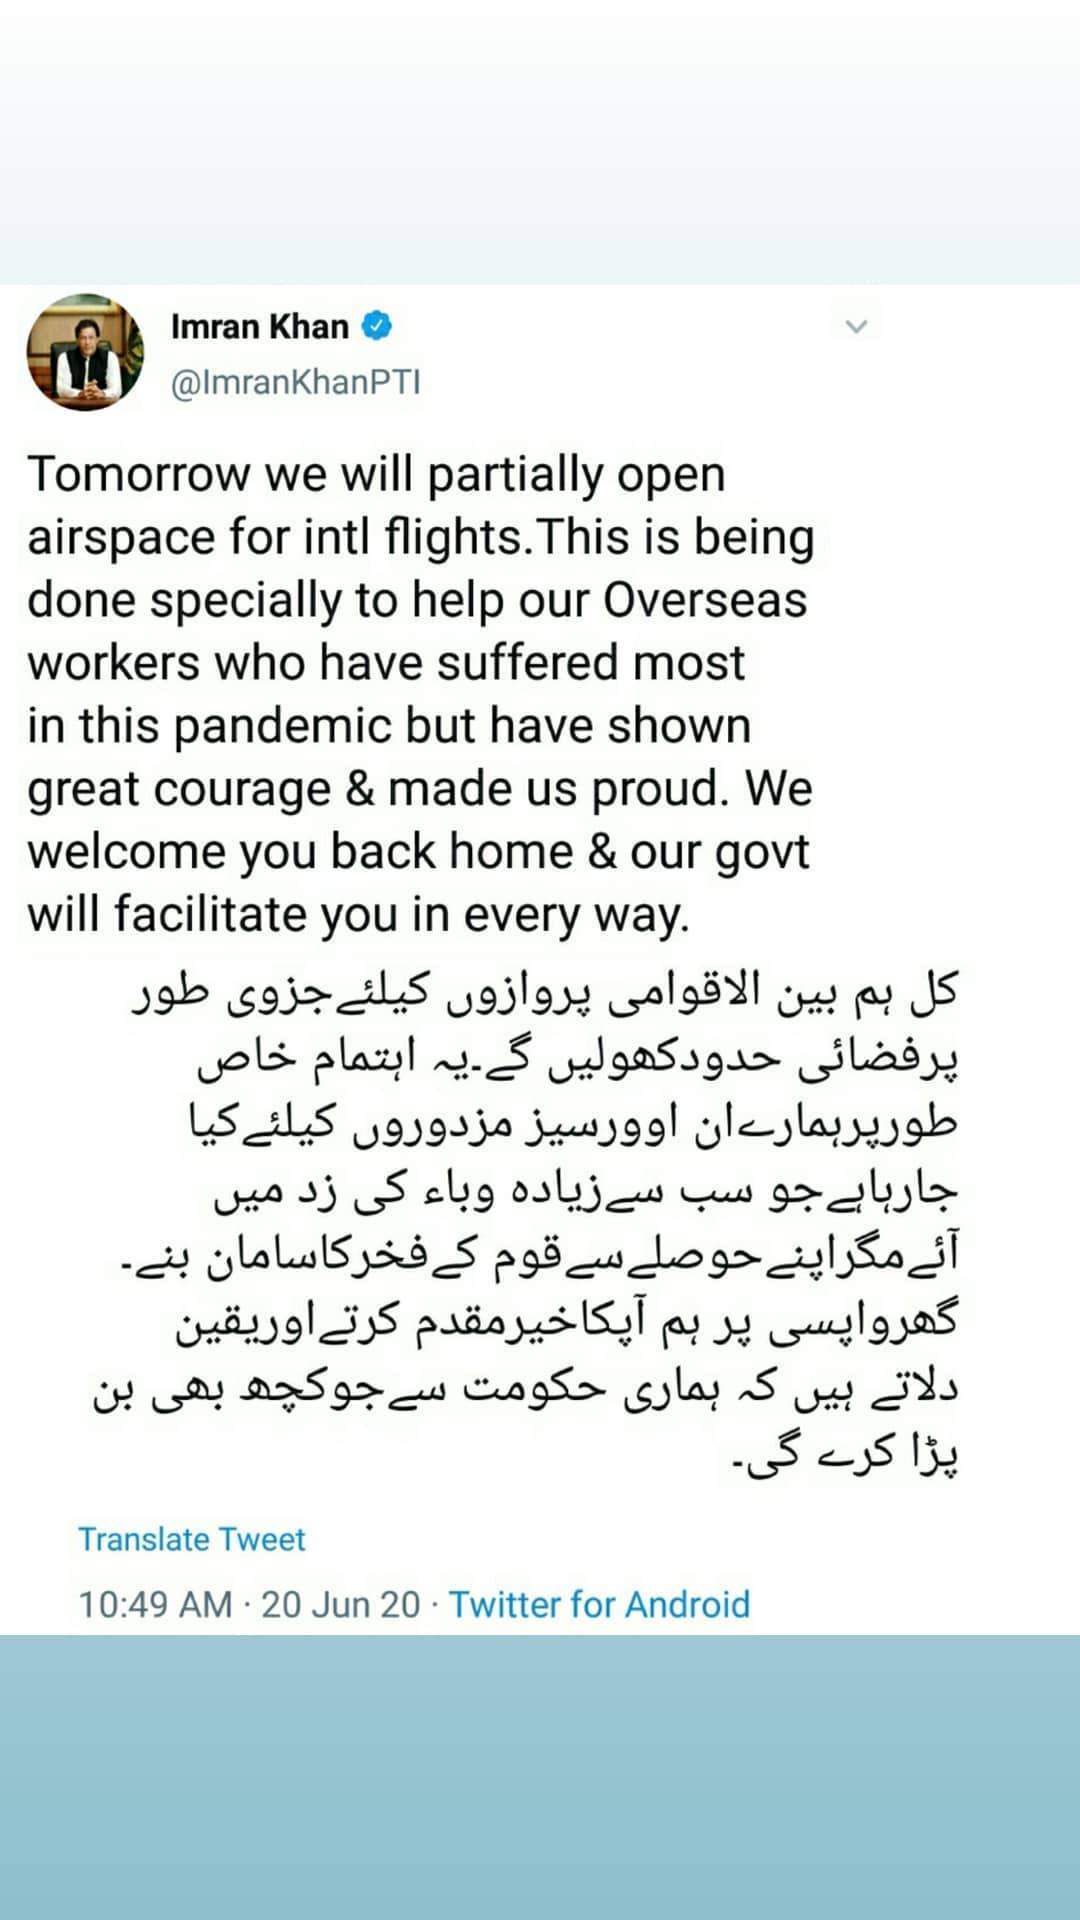 Imran Khan
@ImranKhanPTI
Tomorrow we will partially open
airspace for intl flights.This is being
done specially to help our Overseas
workers who have suffered most
in this pandemic but have shown
great courage & made us proud. We
welcome you back home & our govt
will facilitate you in every way.
کل ہم بین الاقوامی پروازوں کیلئےجزوی طور
پرفضائی حدودکھولیں گے۔یہ اہتمام خاص
طورپرہمارےان اوورسیز مزدوروں کیلئےکیا
جارہاہےجو سب سےزیادہ وباء کی زد میں
آئےمگراپنےحوصلےسےقوم کےفخرکاسامان بنے۔
گھرواپسی پر ہم آپکاخیرمقدم کرتےاوریقین
دلاتے ہیں کہ ہماری حکومت سےجوکچھ بھی بن
پڑا کرے گی۔
Translate Tweet
10:49 AM · 20 Jun 20 · Twitter for Android